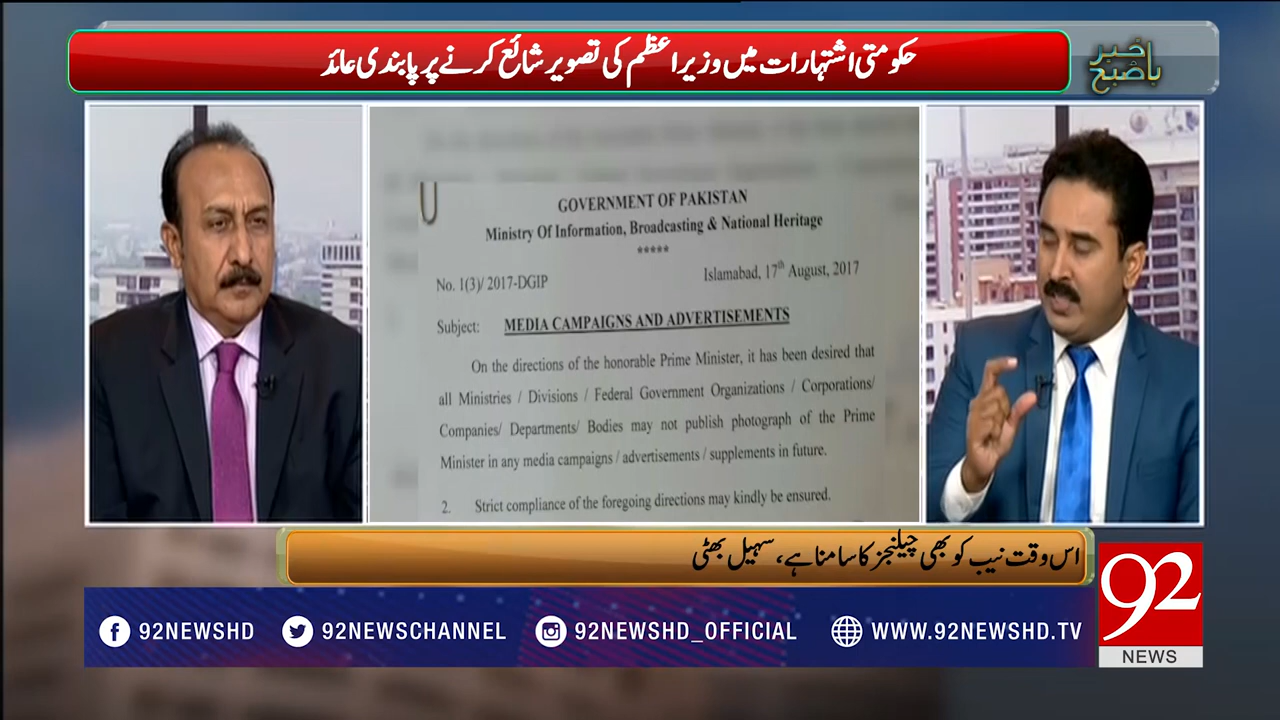 حکومتی اشتہارات میں وزیراعظم کی تصویر شائع کرنے پر پابندی عائد
باخبر
صبح
GOVERNMENT OF PAKISTAN
Ministry Of Information, Broadcasting & National Heritage
*****
No. 1(3)/ 2017-DGIP
Islamabad, 17th August, 2017
Subject: MEDIA CAMPAIGNS AND ADVERTISEMENTS
On the directions of the honorable Prime Minister, it has been desired that
all Ministries / Divisions / Federal Government Organizations / Corporations/
Companies/ Departments/ Bodies may not publish photograph of the Prime
Minister in any media campaigns / advertisements / supplements in future.
2. Strict compliance of the foregoing directions may kindly be ensured.
اس وقت نیب کو بھی چیلنجز کا سامنا ہے، سہیل بھٹی
92NEWSHD
92NEWSCHANNEL
92NEWSHD_OFFICIAL
WWW.92NEWSHD.TV
92
NEWS